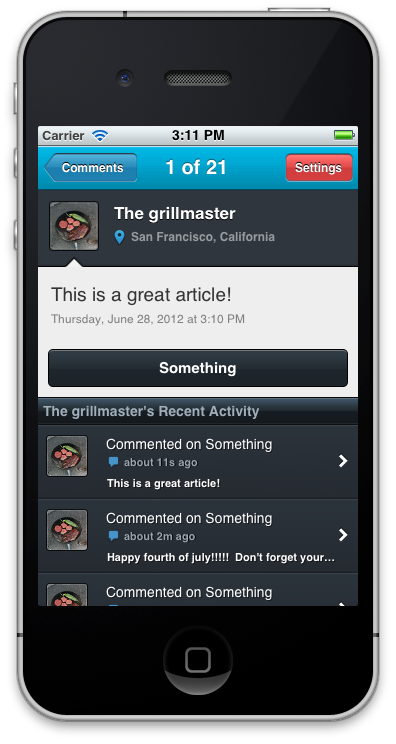 Carrier 3:11 PM
Comments 1 of 21 Settings
The grillmaster
San Francisco, California
This is a great article!
Thursday, June 28, 2012 at 3:10 PM
Something
The grillmaster's Recent Activity
Commented on Something
about 11s ago
This is a great article!
Commented on Something
about 2m ago
Happy fourth of july!!!!! Don't forget your...
Commented on Something